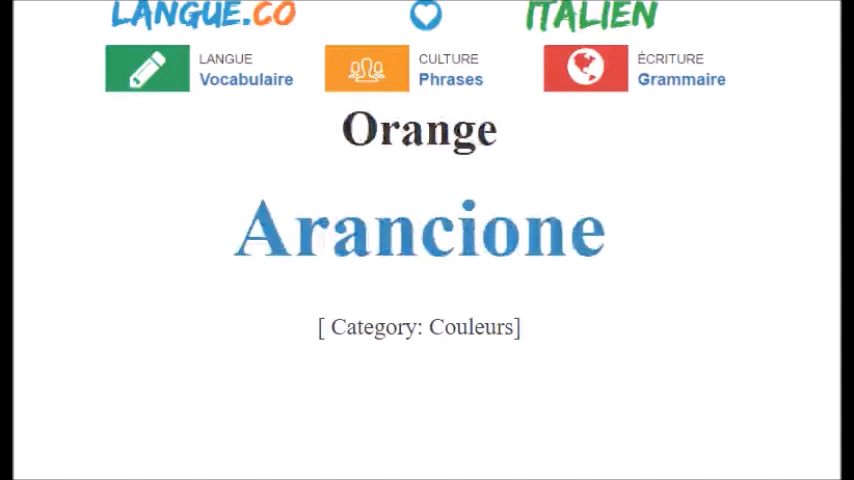 LANGUE.CO ITALIEN
LANGUE CULTURE ÉCRITURE
Vocabulaire Phrases Grammaire
Orange
Arancione
[ Category: Couleurs]